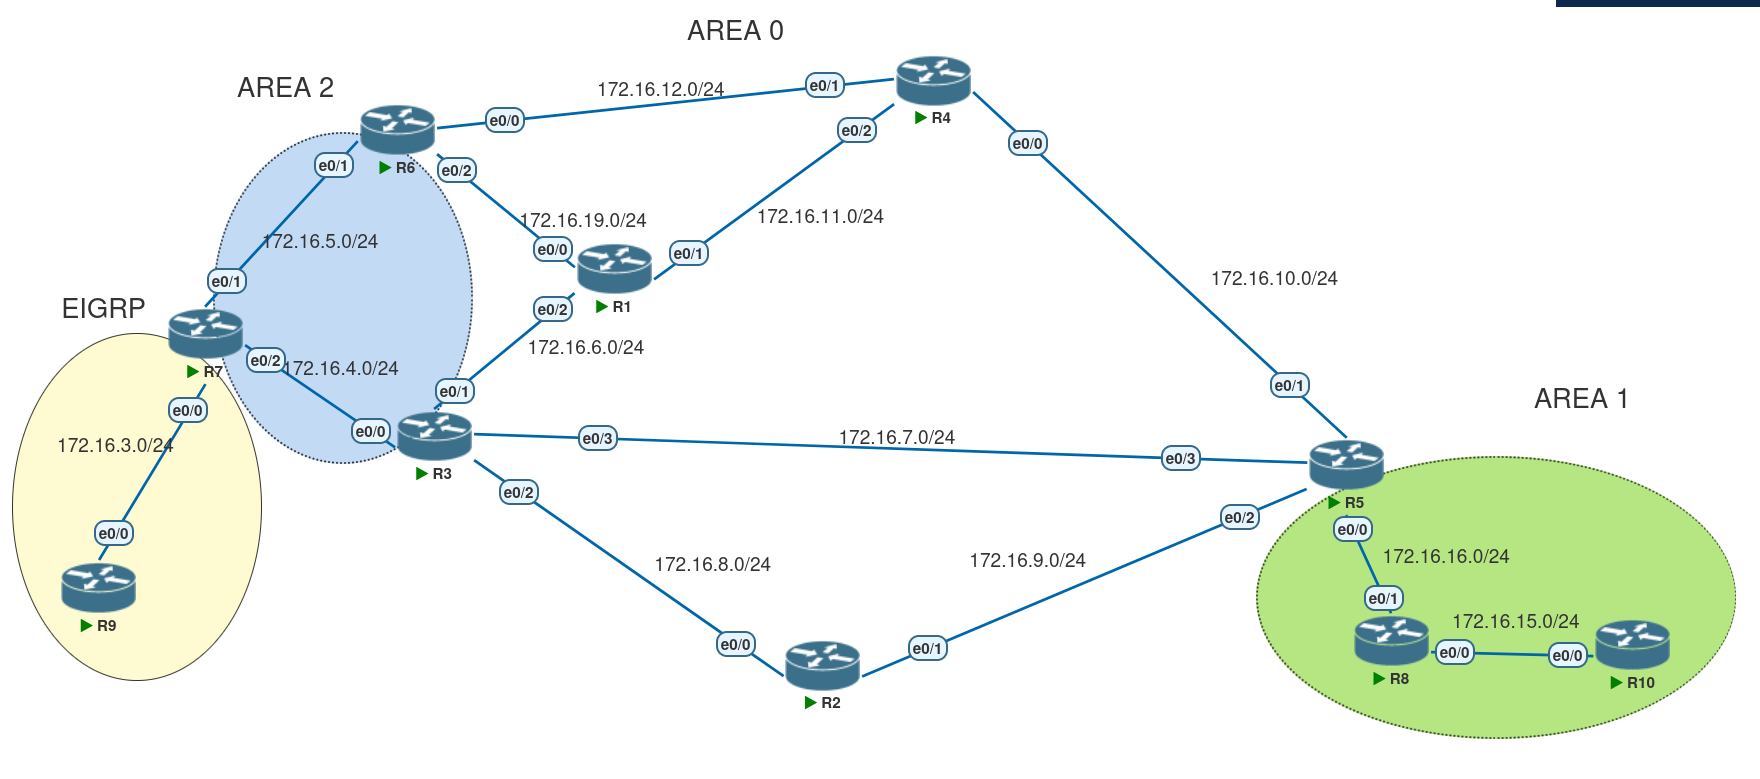 AREA 0
AREA 2
172.16.12.0/24
e0/1
R4
e0/0
e0/2
e0/0
R6
e0/1
e0/2
172.16.19.0/24
172.16.11.0/24
172.16.5.0/24
e0/0
e0/1
R1
172.16.10.0/24
e0/1
EIGRP
e0/2
172.16.6.0/24
R7
e0/2
172.16.4.0/24
e0/1
e0/1
AREA 1
e0/0
172.16.3.0/24
e0/0
R3
e0/3
172.16.7.0/24
e0/3
e0/2
R5
e0/2
e0/0
e0/0
172.16.8.0/24
172.16.9.0/24
172.16.16.0/24
e0/1
R9
172.16.15.0/24
e0/0
e0/1
e0/0
e0/0
R2
R8
R10